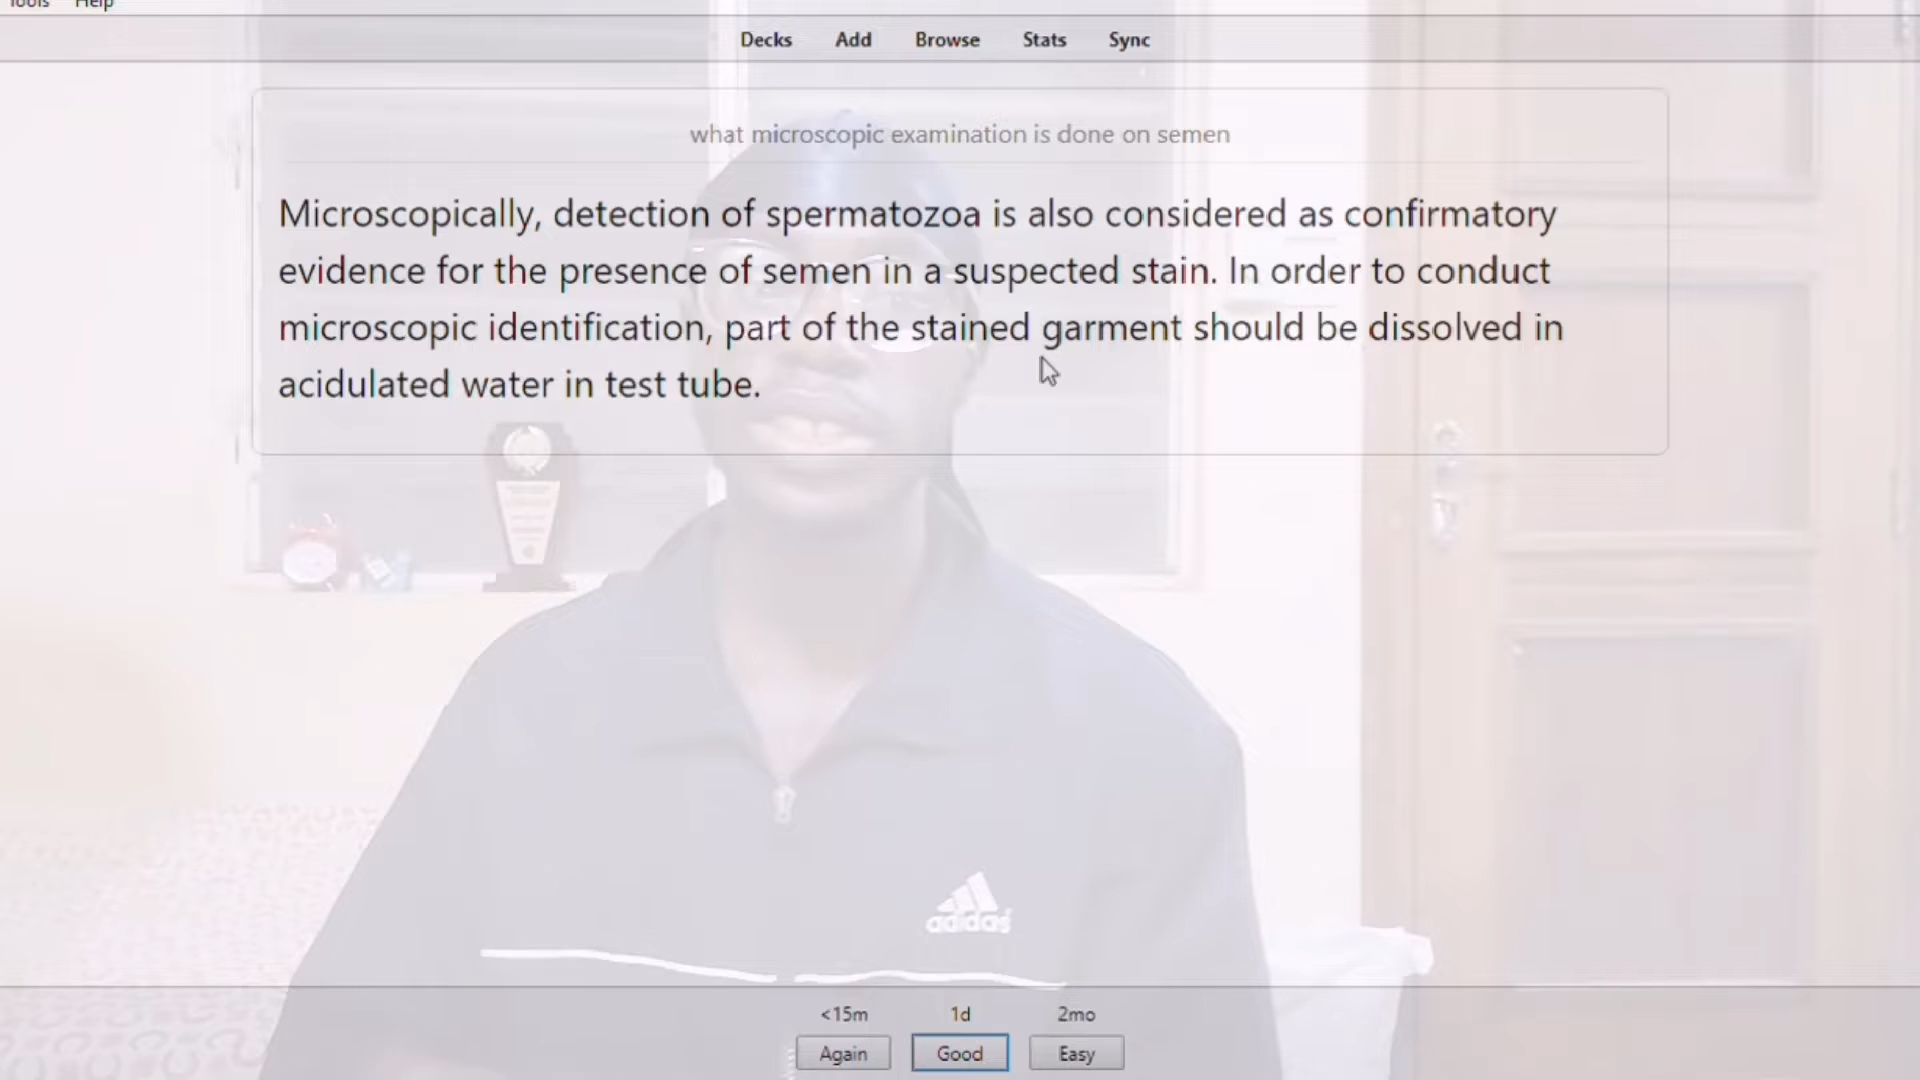 Tools Help
Decks Add Browse Stats Sync
what microscopic examination is done on semen
Microscopically, detection of spermatozoa is also considered as confirmatory
evidence for the presence of semen in a suspected stain. In order to conduct
microscopic identification, part of the stained garment should be dissolved in
acidulated water in test tube.
adidas
<15m 1d 2mo
Again Good Easy